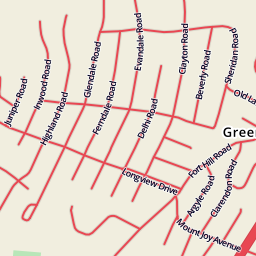 Evandale Road
Glendale Road
Clayton Road
Beverly Road
Sheridan Road
Inwood Road
Juniper Road
Highland Road
Ferndale Road
Delhi Road
Old La
Green
Fort Hill Road
Longview Drive
Argyle Road
Clarendon Road
Mount Joy Avenue